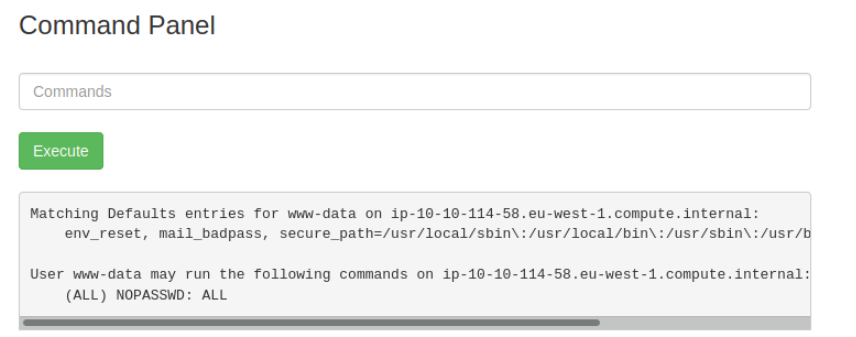 Command Panel
Commands
Execute
Matching Defaults entries for www-data on ip-10-10-114-58.eu-west-1.compute.internal:
    env_reset, mail_badpass, secure_path=/usr/local/sbin\:/usr/local/bin\:/usr/sbin\:/usr/b
User www-data may run the following commands on ip-10-10-114-58.eu-west-1.compute.internal:
    (ALL) NOPASSWD: ALL